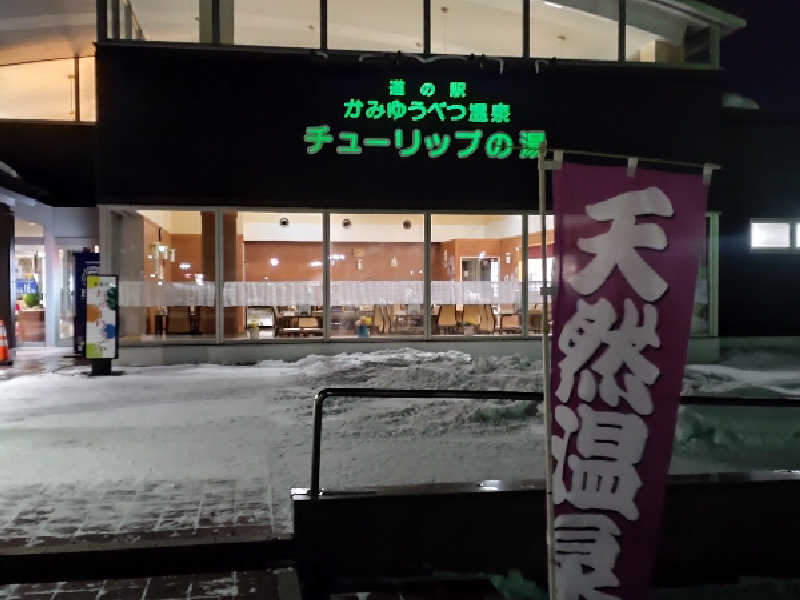 道の駅
かみゆうべつ温泉
チューリップの湯
天然温泉